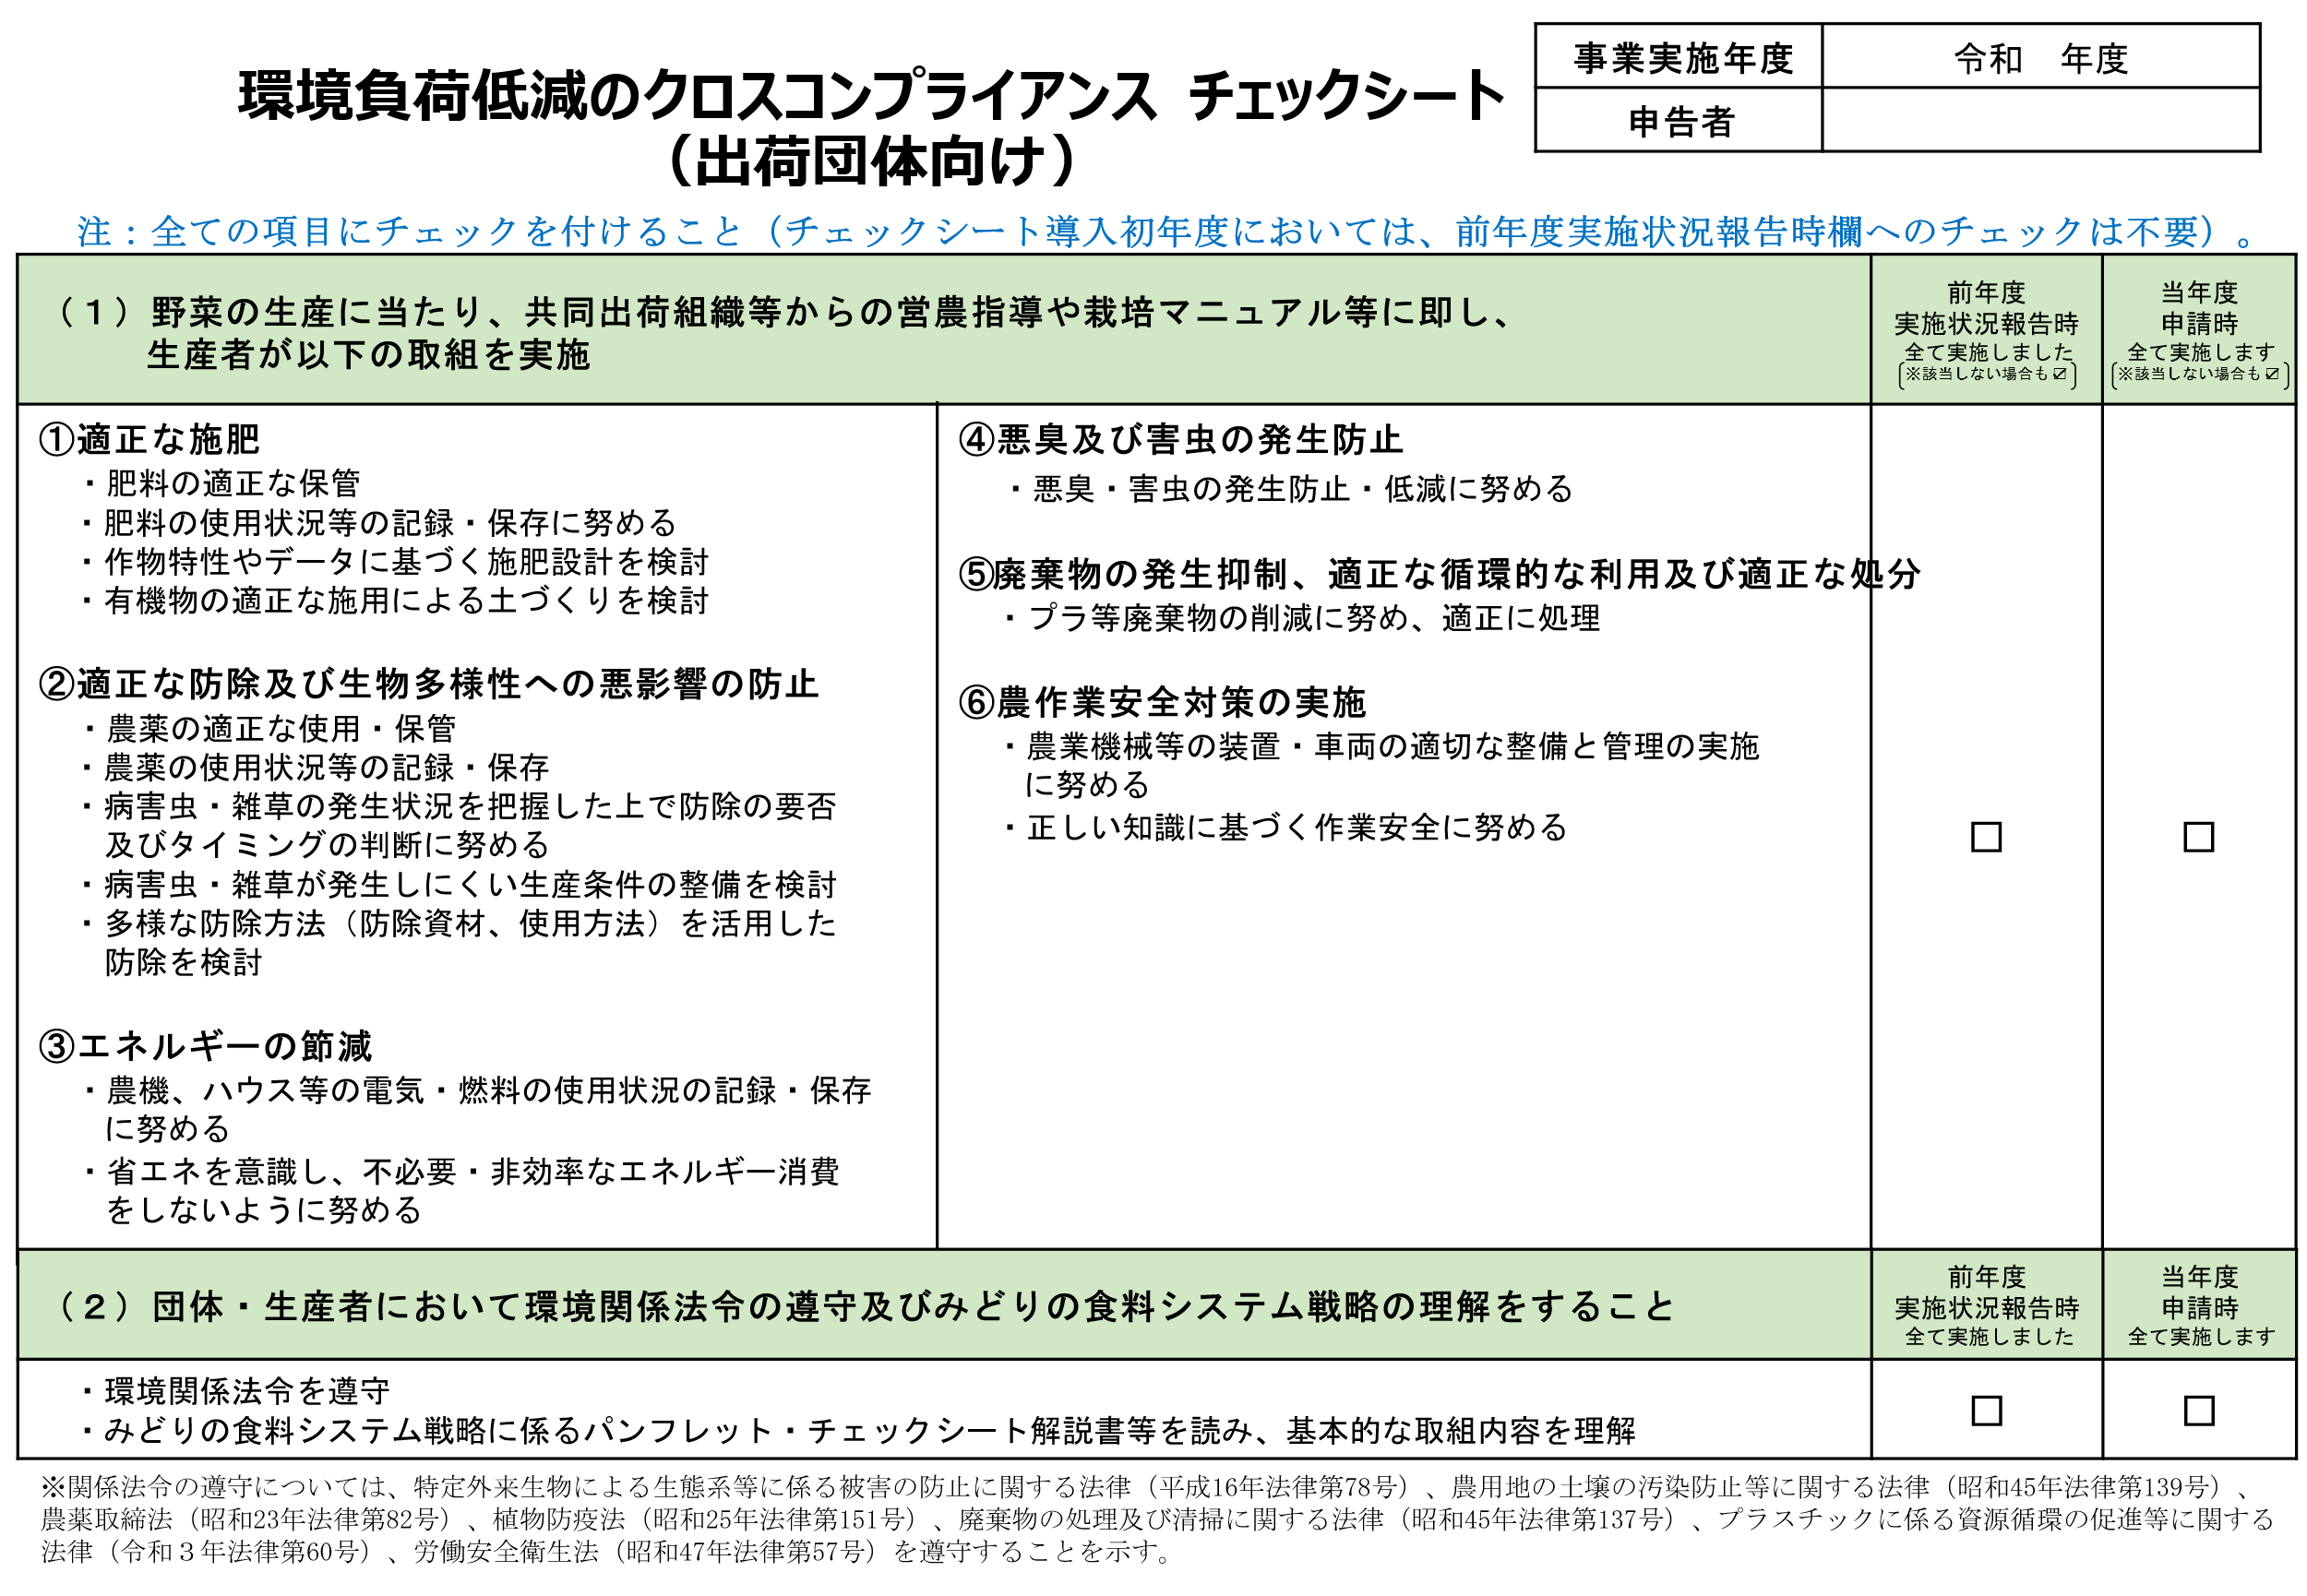 環境負荷低減のクロスコンプライアンス チェックシート
（出荷団体向け）
事業実施年度
令和　年度
申告者
注：全ての項目にチェックを付けること（チェックシート導入初年度においては、前年度実施状況報告時欄へのチェックは不要）。
（１）野菜の生産に当たり、共同出荷組織等からの営農指導や栽培マニュアル等に即し、
生産者が以下の取組を実施
前年度
実施状況報告時
全て実施しました
〔※該当しない場合も☑〕
当年度
申請時
全て実施します
〔※該当しない場合も☑〕
①適正な施肥
・肥料の適正な保管
・肥料の使用状況等の記録・保存に努める
・作物特性やデータに基づく施肥設計を検討
・有機物の適正な施用による土づくりを検討
②適正な防除及び生物多様性への悪影響の防止
・農薬の適正な使用・保管
・農薬の使用状況等の記録・保存
・病害虫・雑草の発生状況を把握した上で防除の要否
及びタイミングの判断に努める
・病害虫・雑草が発生しにくい生産条件の整備を検討
・多様な防除方法（防除資材、使用方法）を活用した
防除を検討
③エネルギーの節減
・農機、ハウス等の電気・燃料の使用状況の記録・保存
に努める
・省エネを意識し、不必要・非効率なエネルギー消費
をしないように努める
④悪臭及び害虫の発生防止
・悪臭・害虫の発生防止・低減に努める
⑤廃棄物の発生抑制、適正な循環的な利用及び適正な処分
・プラ等廃棄物の削減に努め、適正に処理
⑥農作業安全対策の実施
・農業機械等の装置・車両の適切な整備と管理の実施
に努める
・正しい知識に基づく作業安全に努める
□
□
（２）団体・生産者において環境関係法令の遵守及びみどりの食料システム戦略の理解をすること
前年度
実施状況報告時
全て実施しました
当年度
申請時
全て実施します
・環境関係法令を遵守
・みどりの食料システム戦略に係るパンフレット・チェックシート解説書等を読み、基本的な取組内容を理解
□
□
※関係法令の遵守については、特定外来生物による生態系等に係る被害の防止に関する法律（平成16年法律第78号）、農用地の土壌の汚染防止等に関する法律（昭和45年法律第139号）、
農薬取締法（昭和23年法律第82号）、植物防疫法（昭和25年法律第151号）、廃棄物の処理及び清掃に関する法律（昭和45年法律第137号）、プラスチックに係る資源循環の促進等に関する
法律（令和３年法律第60号）、労働安全衛生法（昭和47年法律第57号）を遵守することを示す。